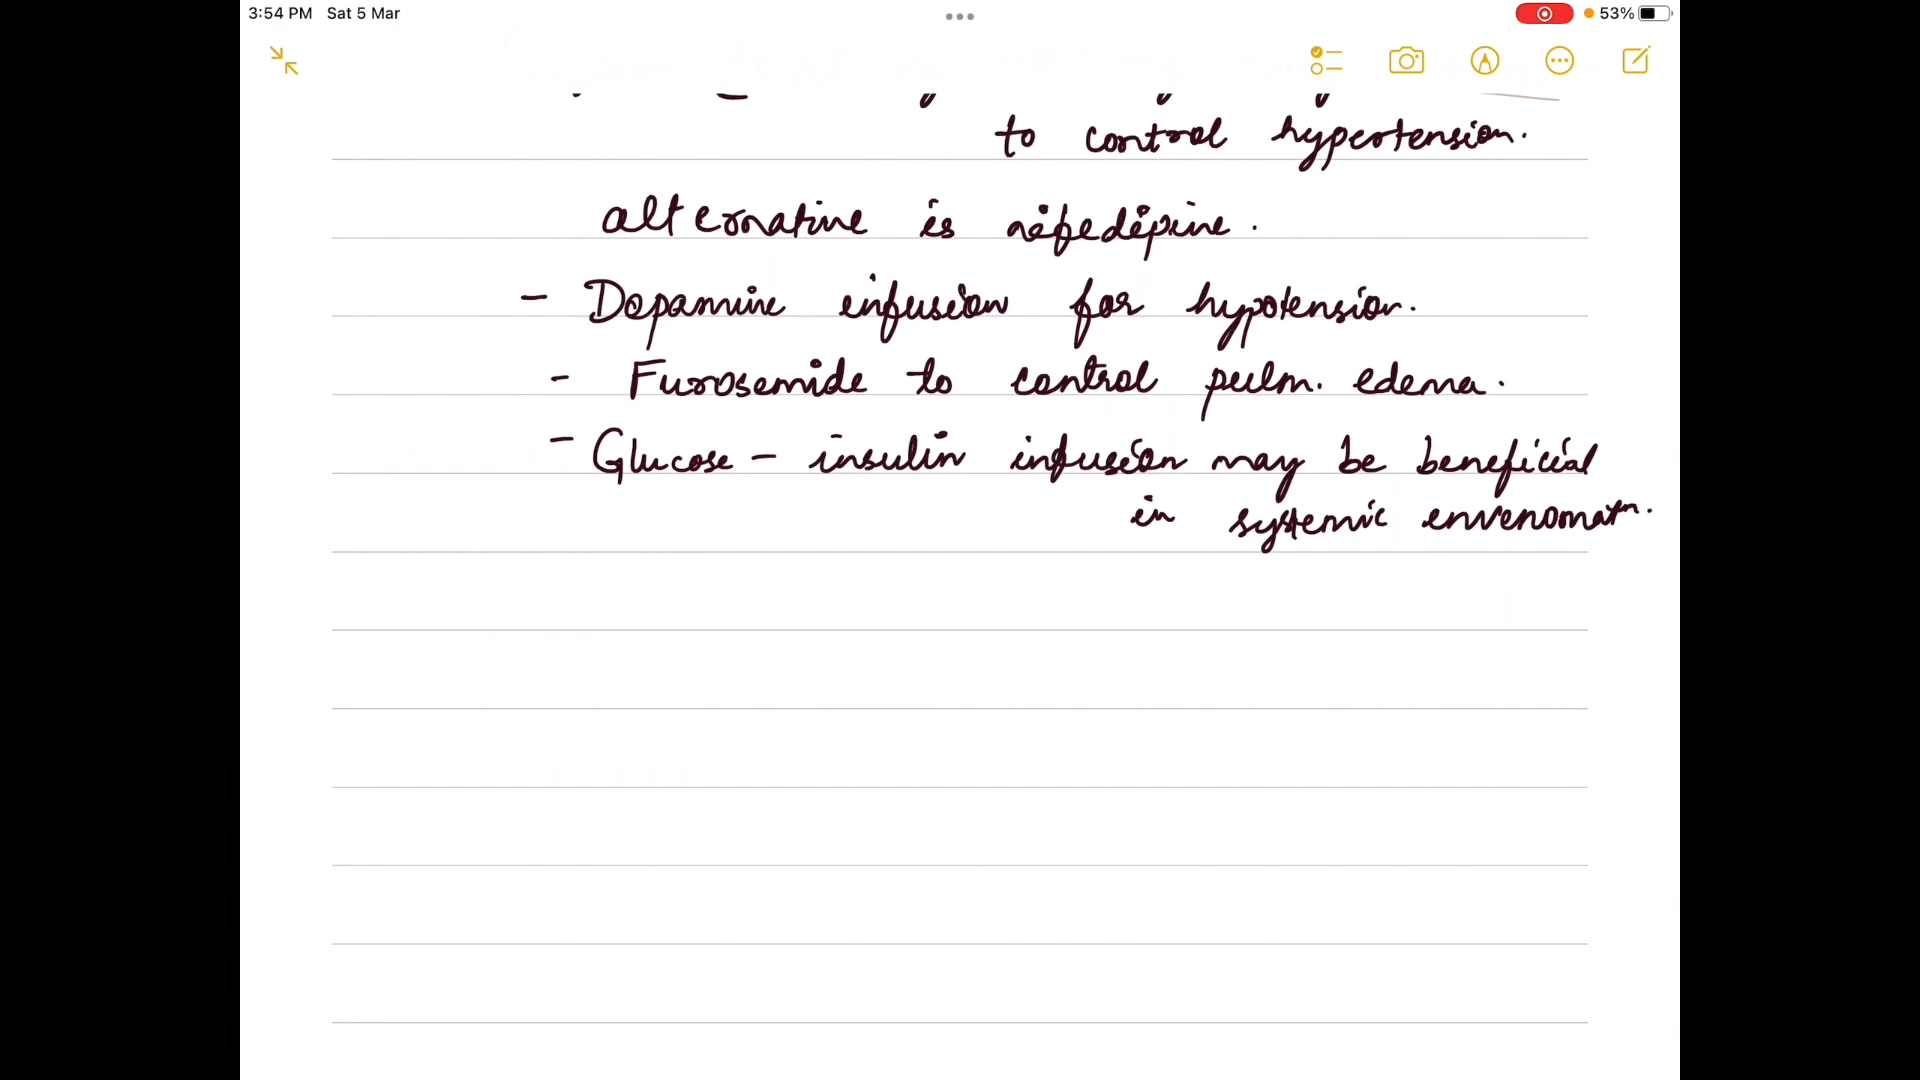 3:54 PM Sat 5 Mar
53%
to control hypertension.
alternative is nifedipine.
- Dopamine infusion for hypotension.
- Furosemide to control pulm. edema.
- Glucose - insulin infusion may be beneficial
in systemic envenomatn.